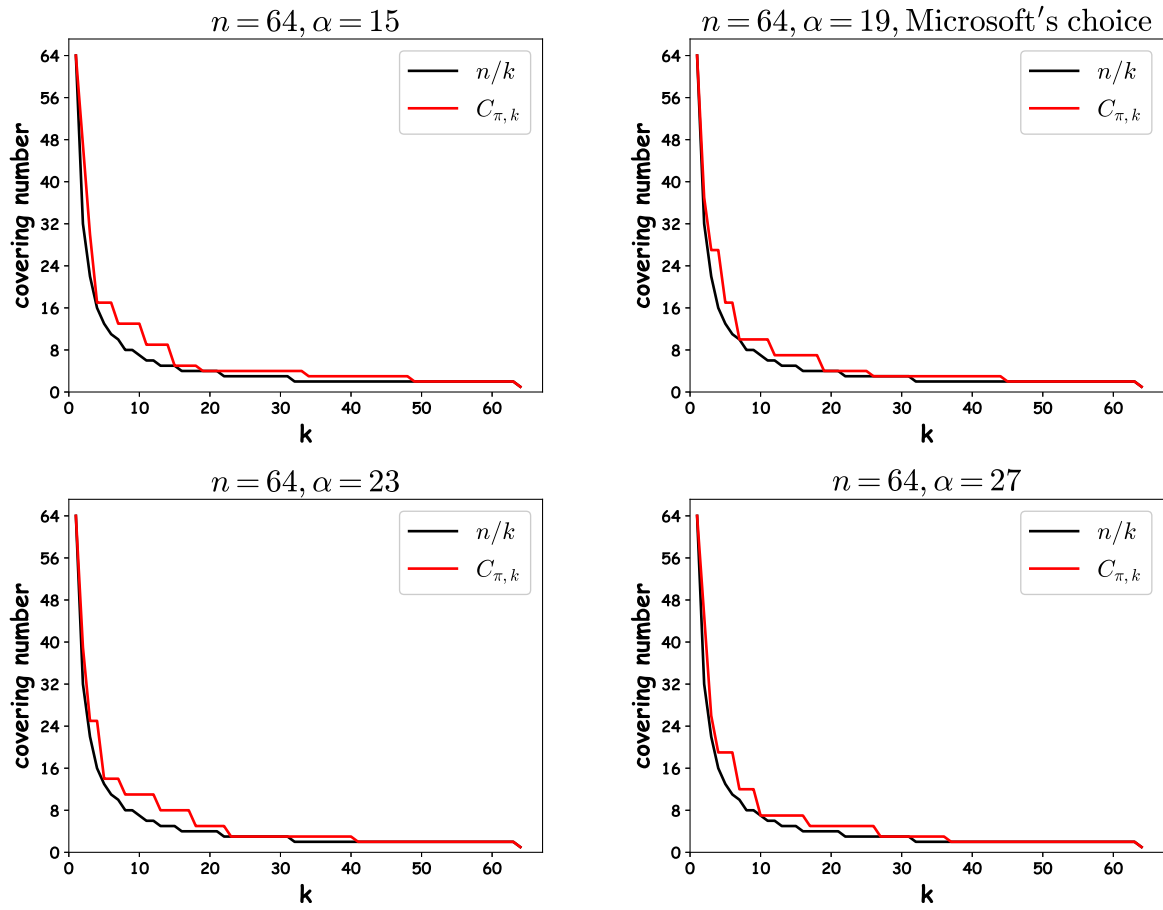 n = 64, α = 15
covering number
64
56
48
40
32
24
16
8
0
0 10 20 30 40 50 60
k
n/k
C_{π, k}
n = 64, α = 19, Microsoft′s choice
covering number
64
56
48
40
32
24
16
8
0
0 10 20 30 40 50 60
k
n/k
C_{π, k}
n = 64, α = 23
covering number
64
56
48
40
32
24
16
8
0
0 10 20 30 40 50 60
k
n/k
C_{π, k}
n = 64, α = 27
covering number
64
56
48
40
32
24
16
8
0
0 10 20 30 40 50 60
k
n/k
C_{π, k}